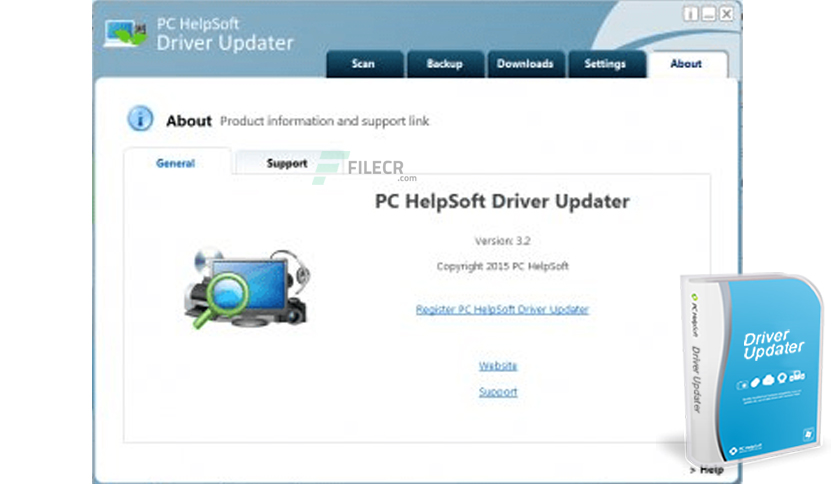 PC HelpSoft
Driver Updater
Scan
Backup
Downloads
Settings
About
About Product information and support link
General
Support
FILECR
.com
PC HelpSoft Driver Updater
Version: 3.2
Copyright 2015 PC HelpSoft
Register PC HelpSoft Driver Updater
Website
Support
> Help
PC HelpSoft
Driver Updater
Driver
Updater
PC HelpSoft